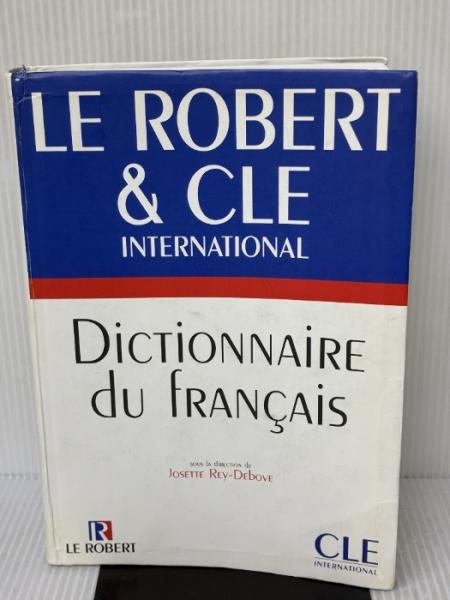 LE ROBERT
& CLE
INTERNATIONAL
DICTIONNAIRE
du français
sous la direction de
JOSETTE REY-DEBOVE
R
LE ROBERT
CLE
INTERNATIONAL